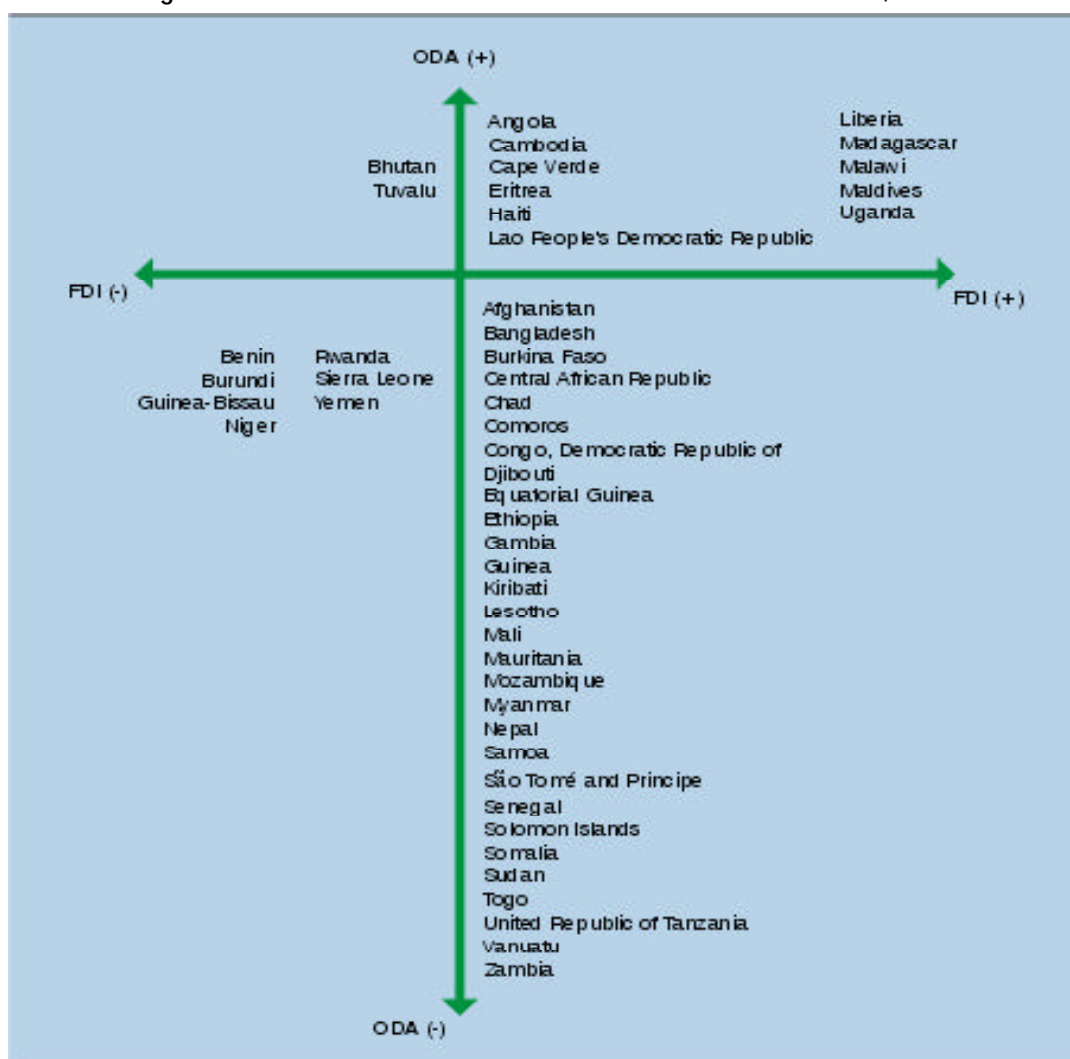 ODA (+)
Angola
Cambodia
Cape Verde
Eritrea
Haiti
Lao People's Democratic Republic
Liberia
Madagascar
Malawi
Maldives
Uganda
Bhutan
Tuvalu
FDI (-)
FDI (+)
Benin
Burundi
Guinea-Bissau
Niger
Rwanda
Sierra Leone
Yemen
Afghanistan
Bangladesh
Burkina Faso
Central African Republic
Chad
Comoros
Congo, Democratic Republic of
Djibouti
Equatorial Guinea
Ethiopia
Gambia
Guinea
Kiribati
Lesotho
Mali
Mauritania
Mozambique
Myanmar
Nepal
Samoa
São Tomé and Principe
Senegal
Solomon Islands
Somalia
Sudan
Togo
United Republic of Tanzania
Vanuatu
Zambia
ODA (-)